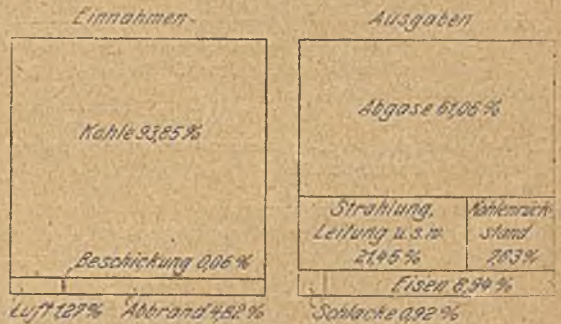 Einnahmen
Kohle 93,85 %
Beschickung 0,06 %
Luft 1,27 % Abbrand 4,82 %
Ausgaben
Abgase 61,06 %
Strahlung,
Leitung u.s.w.
21,45 %
Kohlenrück-
stand
7,63 %
Eisen 8,94 %
Schlacke 0,92 %